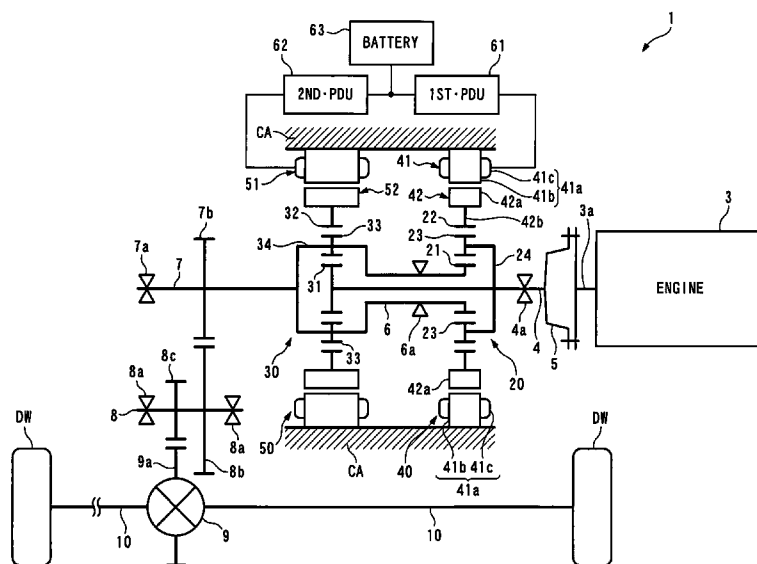 63
BATTERY
1
62
61
2ND·PDU
1ST·PDU
CA
41
41c
41b
41a
51
52
42
42a
3
7b
32
33
22
42b
3a
7a
34
23
21
24
7
31
ENGINE
6
4a
4
5
8c
30
33
6a
23
20
8a
8
42a
8a
DW
50
CA
40
41b
41c
41a
DW
9a
8b
10
9
10